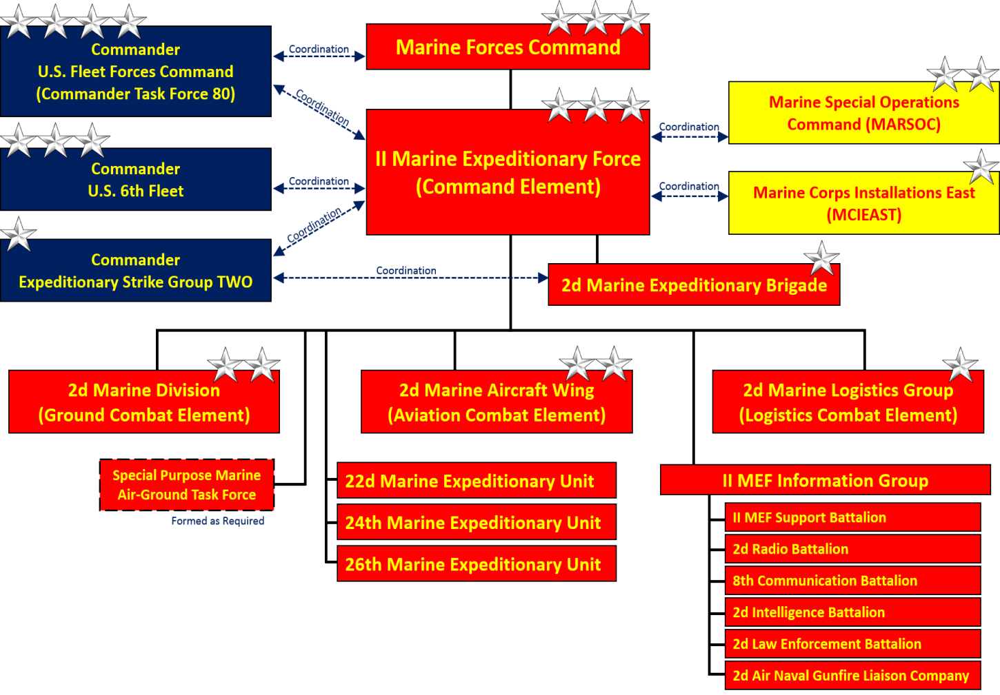 Commander
U.S. Fleet Forces Command
(Commander Task Force 80)
Coordination
Marine Forces Command
Coordination
Marine Special Operations
Command (MARSOC)
Coordination
II Marine Expeditionary Force
(Command Element)
Commander
U.S. 6th Fleet
Coordination
Coordination
Marine Corps Installations East
(MCIEAST)
Coordination
Commander
Expeditionary Strike Group TWO
Coordination
2d Marine Expeditionary Brigade
2d Marine Division
(Ground Combat Element)
2d Marine Aircraft Wing
(Aviation Combat Element)
2d Marine Logistics Group
(Logistics Combat Element)
Special Purpose Marine
Air-Ground Task Force
Formed as Required
22d Marine Expeditionary Unit
24th Marine Expeditionary Unit
26th Marine Expeditionary Unit
II MEF Information Group
II MEF Support Battalion
2d Radio Battalion
8th Communication Battalion
2d Intelligence Battalion
2d Law Enforcement Battalion
2d Air Naval Gunfire Liaison Company